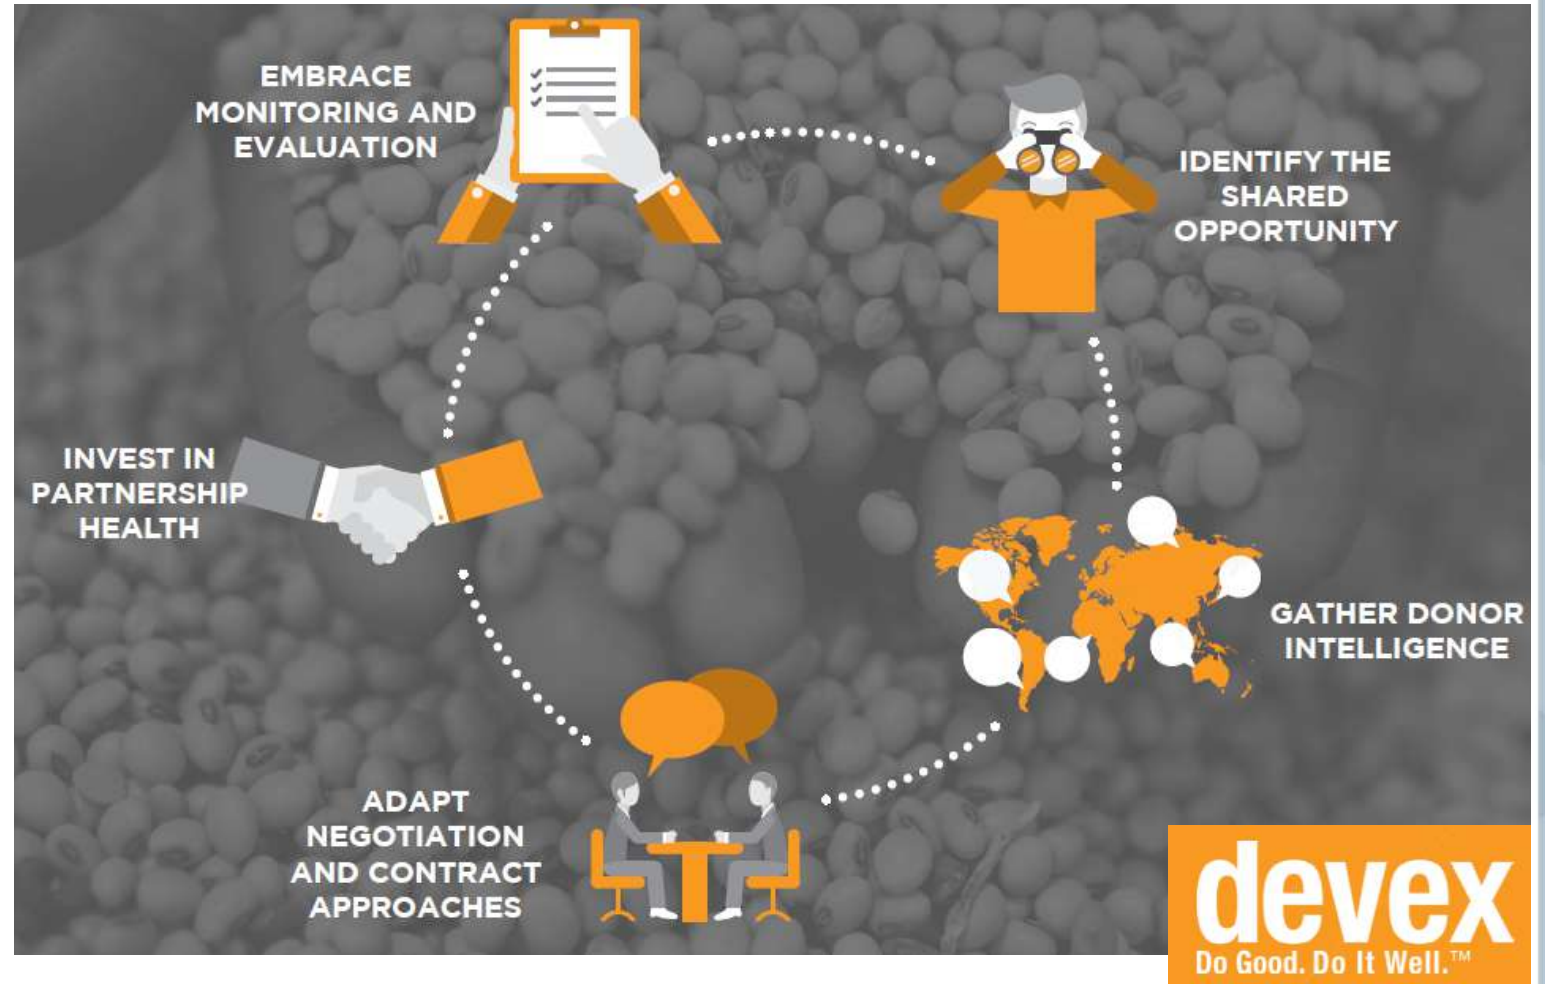 EMBRACE
MONITORING AND
EVALUATION
IDENTIFY THE
SHARED
OPPORTUNITY
INVEST IN
PARTNERSHIP
HEALTH
GATHER DONOR
INTELLIGENCE
ADAPT
NEGOTIATION
AND CONTRACT
APPROACHES
devex
Do Good. Do It Well.™